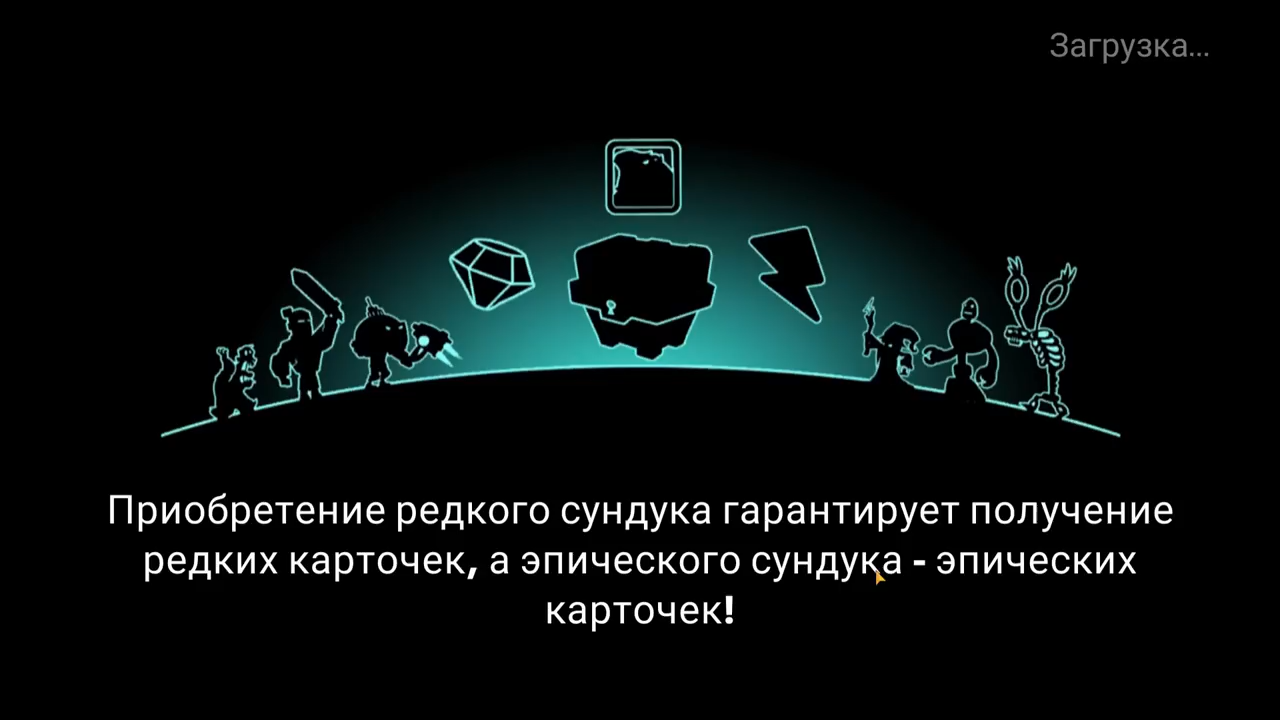 Загрузка...
Приобретение редкого сундука гарантирует получение
редких карточек, а эпического сундука - эпических
карточек!